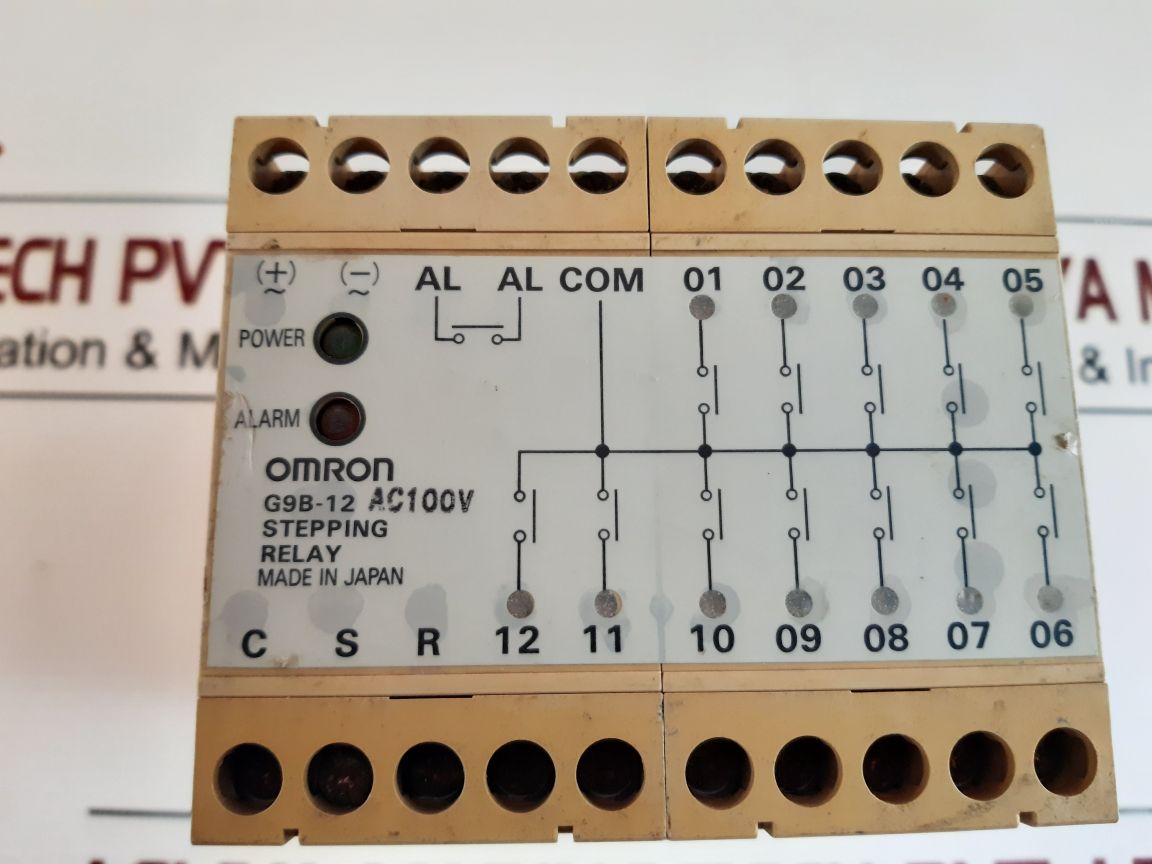 (+) (−) AL AL COM 01 02 03 04 05
~ ~
POWER
ALARM
OMRON
G9B-12 AC100V
STEPPING
RELAY
MADE IN JAPAN
C S R 12 11 10 09 08 07 06
ECH PV
YA M
ation & M
& In